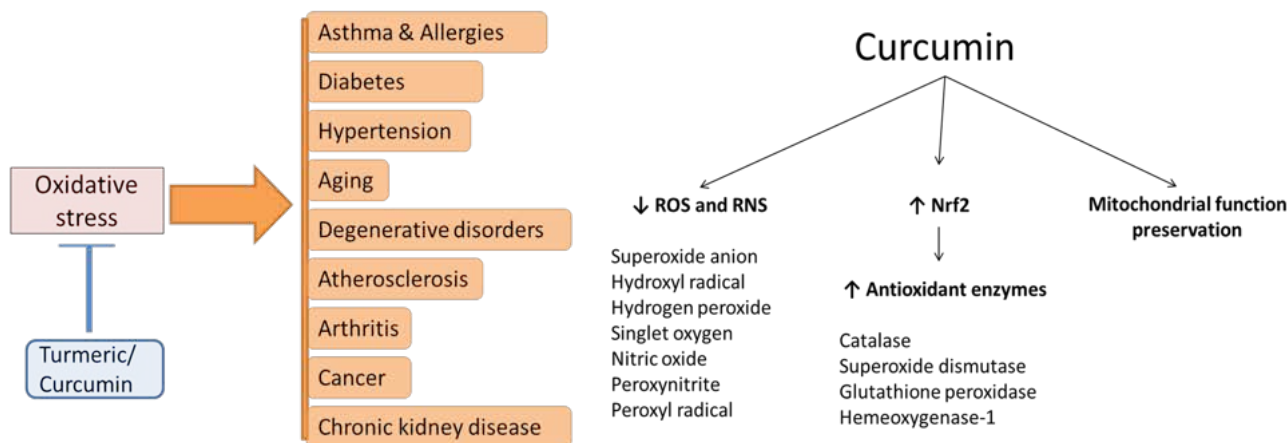 Oxidative
stress
Turmeric/
Curcumin
Asthma & Allergies
Diabetes
Hypertension
Aging
Degenerative disorders
Atherosclerosis
Arthritis
Cancer
Chronic kidney disease
Curcumin
↓ ROS and RNS
Superoxide anion
Hydroxyl radical
Hydrogen peroxide
Singlet oxygen
Nitric oxide
Peroxynitrite
Peroxyl radical
↑ Nrf2
↑ Antioxidant enzymes
Catalase
Superoxide dismutase
Glutathione peroxidase
Hemeoxygenase-1
Mitochondrial function
preservation